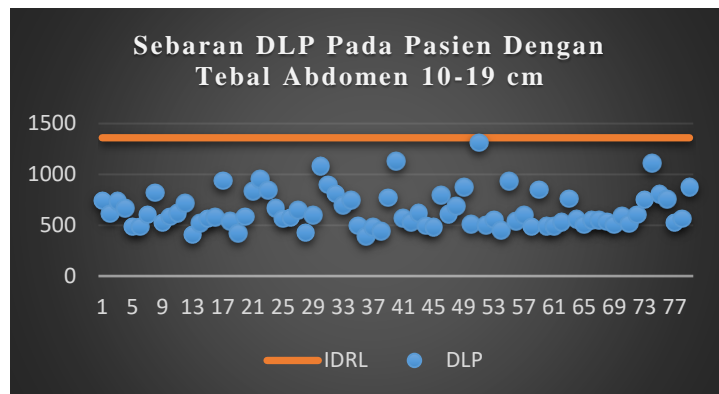 Sebaran DLP Pada Pasien Dengan
Tebal Abdomen 10-19 cm
1500
1000
500
0
1 5 9 13 17 21 25 29 33 37 41 45 49 53 57 61 65 69 73 77
IDRL DLP